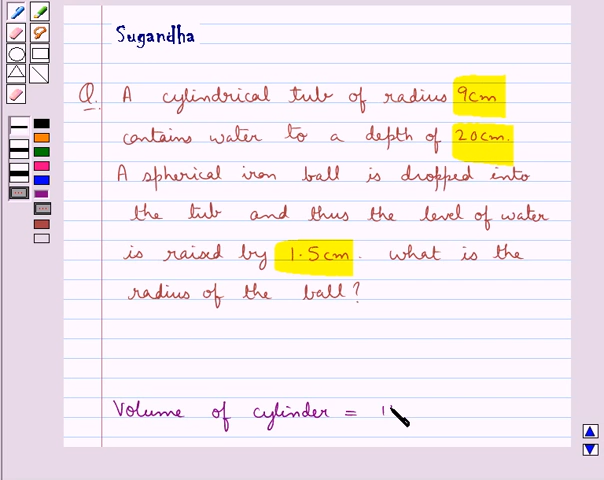 Sugandha
Q. A cylindrical tub of radius 9cm
contains water to a depth of 20cm.
A spherical iron ball is dropped into
the tub and thus the level of water
is raised by 1.5cm. what is the
radius of the ball?
Volume of cylinder =